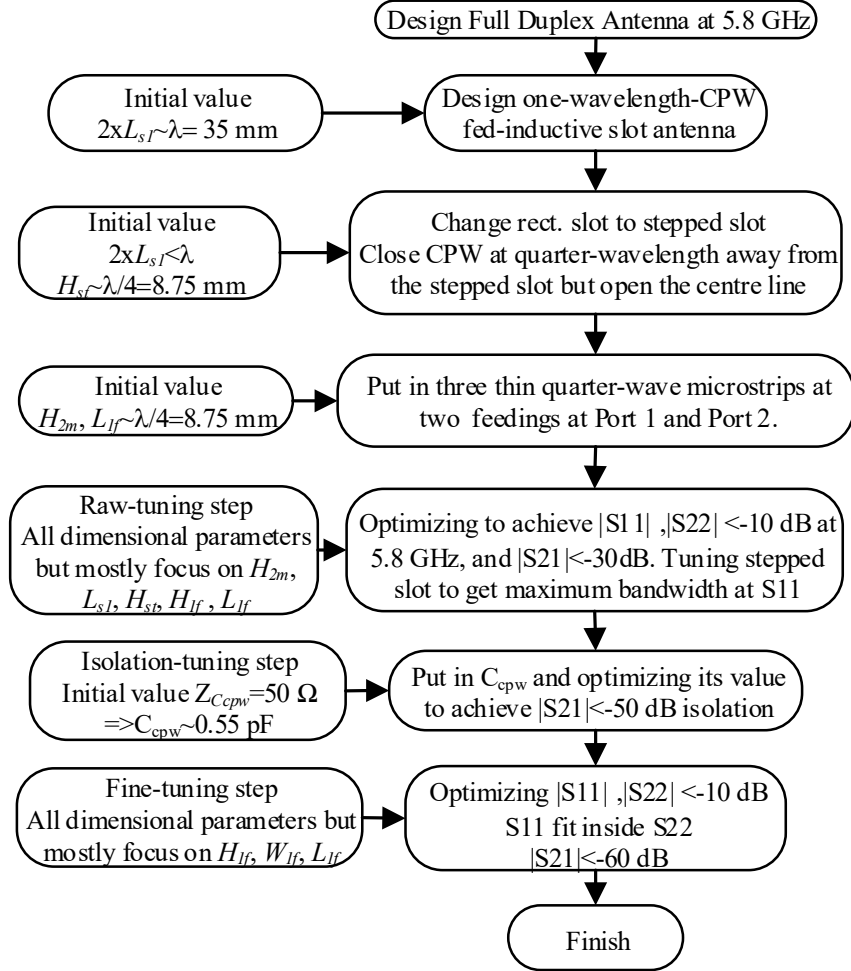 Design Full Duplex Antenna at 5.8 GHz
Initial value
2xLs1~λ= 35 mm
Design one-wavelength-CPW
fed-inductive slot antenna
Initial value
2xLs1<λ
Hst~λ/4=8.75 mm
Change rect. slot to stepped slot
Close CPW at quarter-wavelength away from
the stepped slot but open the centre line
Initial value
H2m, L1f~λ/4=8.75 mm
Put in three thin quarter-wave microstrips at
two feedings at Port 1 and Port 2.
Raw-tuning step
All dimensional parameters
but mostly focus on H2m,
Ls1, Hst, H1f , L1f
Optimizing to achieve |S11| ,|S22| <-10 dB at
5.8 GHz, and |S21|<-30dB. Tuning stepped
slot to get maximum bandwidth at S11
Isolation-tuning step
Initial value ZCcpw=50 Ω
=>Ccpw~0.55 pF
Put in Ccpw and optimizing its value
to achieve |S21|<-50 dB isolation
Fine-tuning step
All dimensional parameters but
mostly focus on H1f, W1f, L1f
Optimizing |S11| ,|S22| <-10 dB
S11 fit inside S22
|S21|<-60 dB
Finish